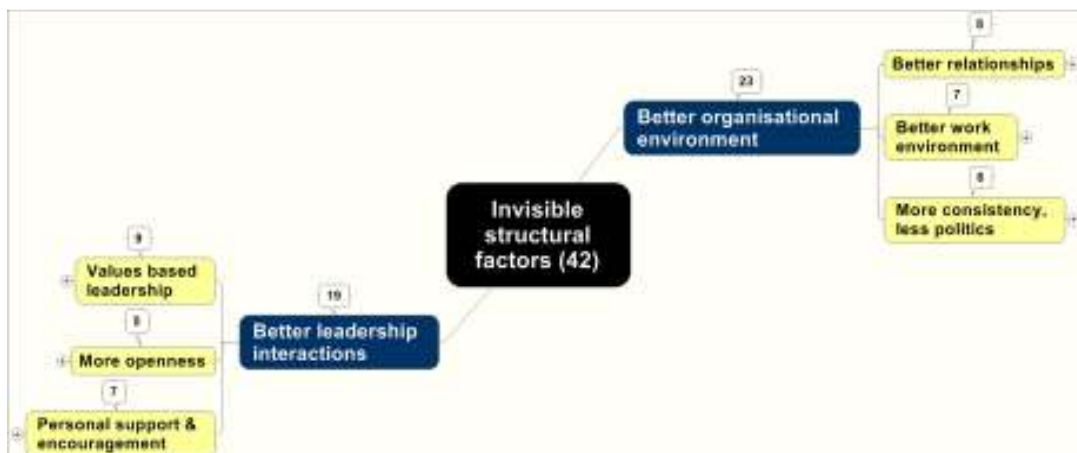 Invisible
structural
factors (42)
23
Better organisational
environment
8
Better relationships
7
Better work
environment
8
More consistency,
less politics
19
Better leadership
interactions
9
Values based
leadership
More openness
7
Personal support &
encouragement